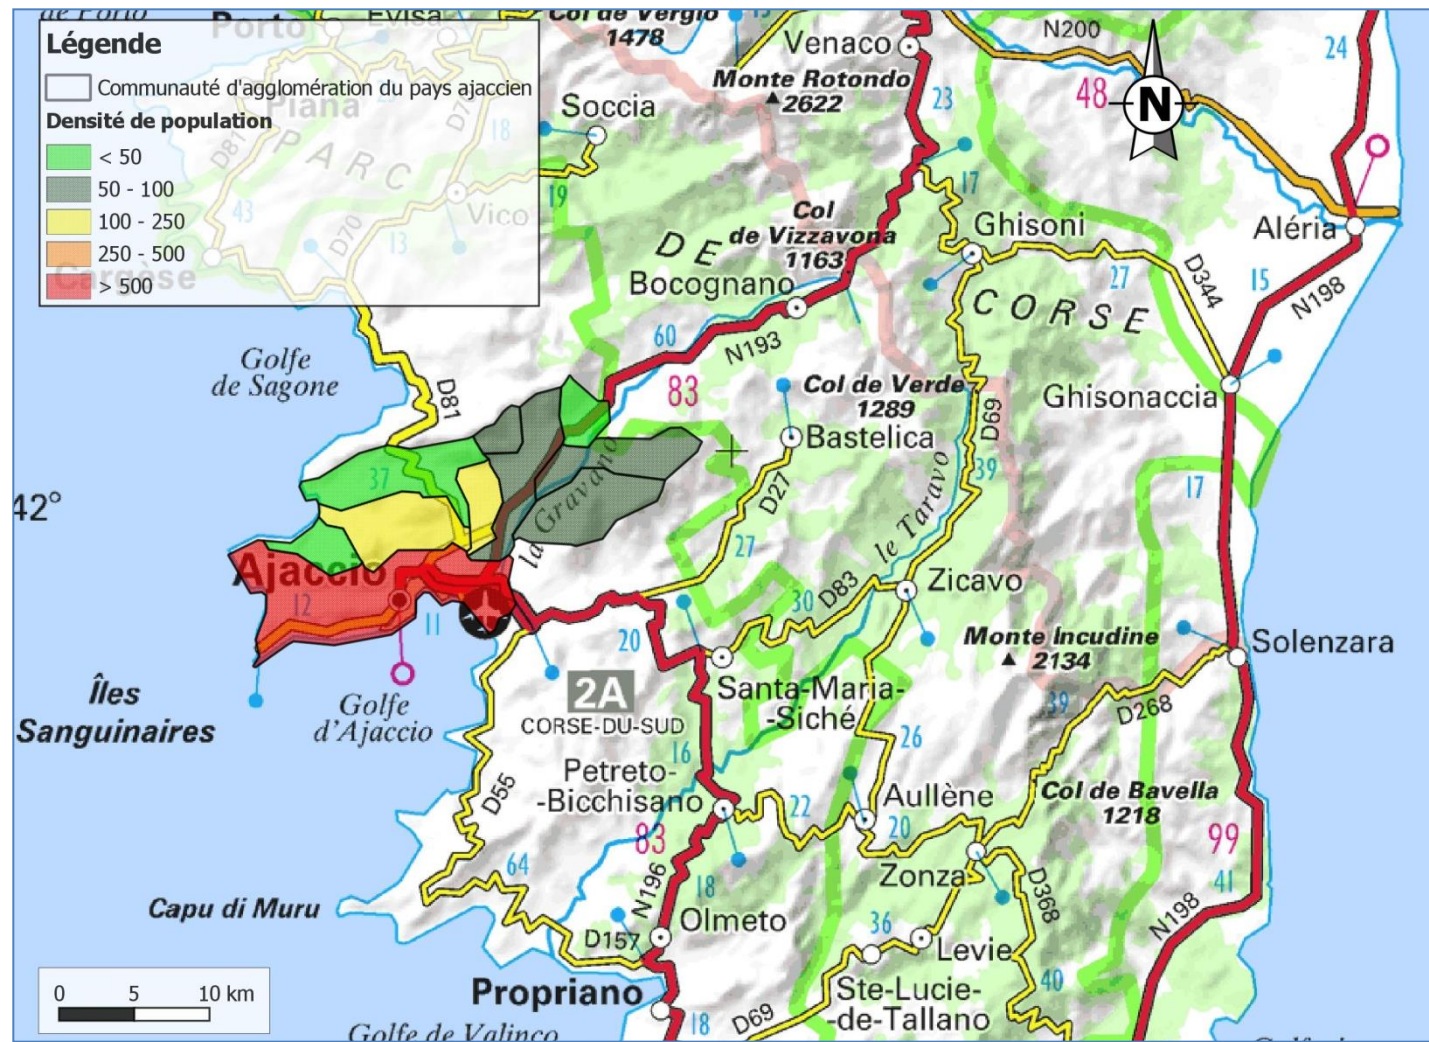 de Porto
Porto
Evisa
Légende
Communauté d'agglomération du pays ajaccien
Piana
Densité de population
< 50
50 - 100
100 - 250
250 - 500
> 500
D81
D70
18
PARC
43
D70
13
Vico
Cargèse
Col de Vergio
1478
13
Venaco
N200
24
Monte Rotondo
2622
23
48
N
Soccia
19
17
Col
de Vizzavona
1163
DE
Ghisoni
Aléria
Bocognano
27
D344
15
N198
CORSE
60
N193
Golfe
de Sagone
D81
83
Col de Verde
1289
D69
Ghisonaccia
Bastelica
37
la Gravano
D27
39
le Taravo
17
42°
27
Ajaccio
12
11
30
D83
Zicavo
20
Monte Incudine
2134
Solenzara
Îles
Sanguinaires
Golfe
d'Ajaccio
2A
CORSE-DU-SUD
Santa-Maria-
-Siché
39
D268
26
16
D55
Petreto-
-Bicchisano
22
Aullène
20
Col de Bavella
1218
83
99
41
64
Zonza
D368
N196
18
Capu di Muru
Olmeto
36
N198
D157
Levie
40
0 5 10 km
Propriano
Ste-Lucie-
-de-Tallano
18
D69
Golfe de Valinco